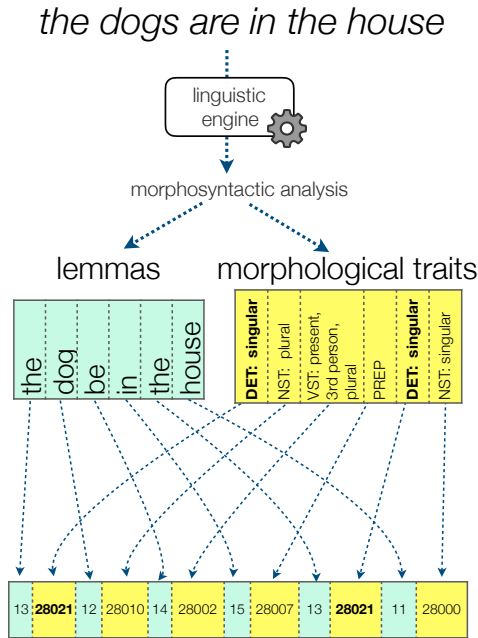 the dogs are in the house
linguistic
engine
morphosyntactic analysis
lemmas
morphological traits
the
dog
be
in
the
house
DET: singular
NST: plural
VST: present,
3rd person,
plural
PREP
DET: singular
NST: singular
13 28021 12 28010 14 28002 15 28007 13 28021 11 28000